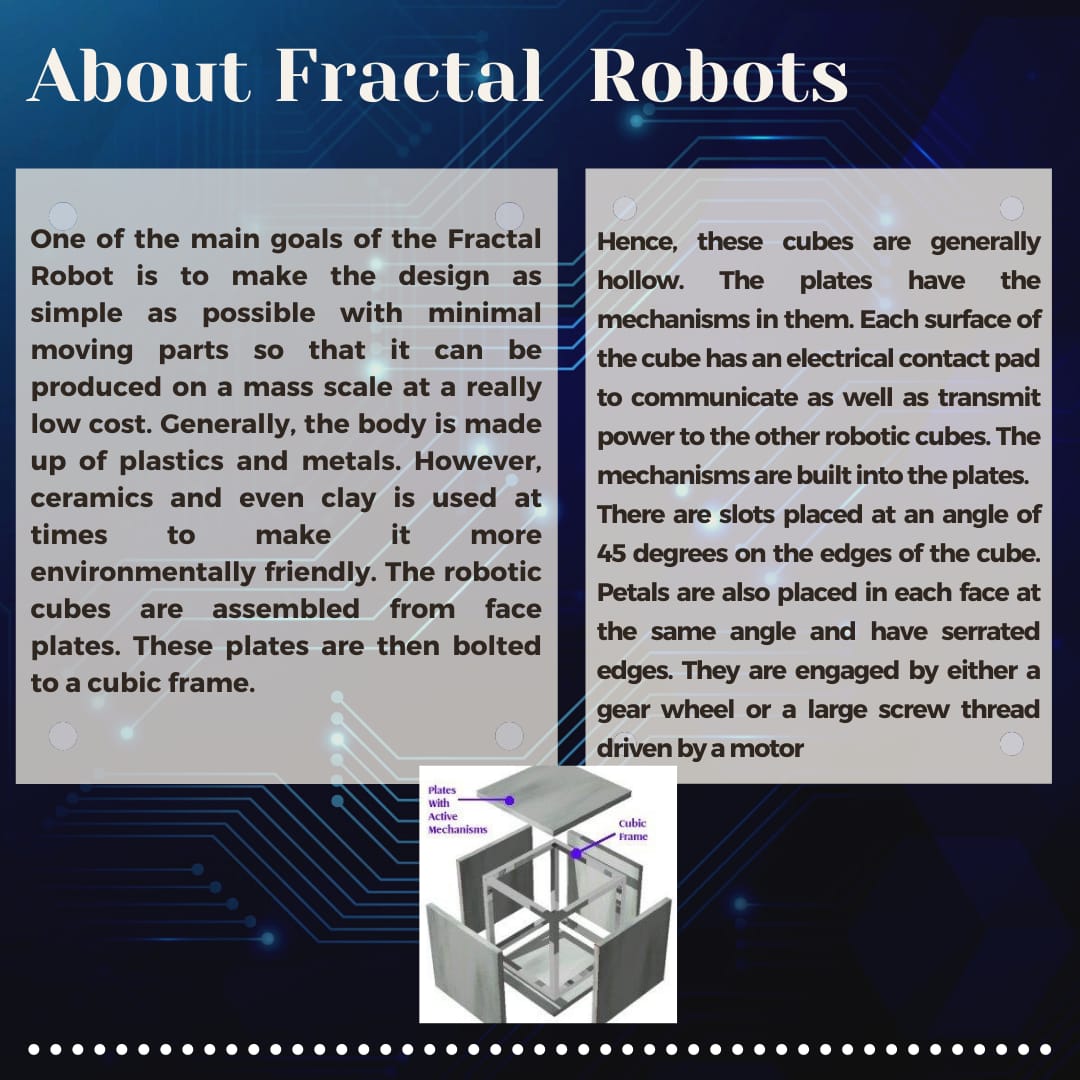 About Fractal Robots
One of the main goals of the Fractal
Robot is to make the design as
simple as possible with minimal
moving parts so that it can be
produced on a mass scale at a really
low cost. Generally, the body is made
up of plastics and metals. However,
ceramics and even clay is used at
times to make it more
environmentally friendly. The robotic
cubes are assembled from face
plates. These plates are then bolted
to a cubic frame.
Hence, these cubes are generally
hollow. The plates have the
mechanisms in them. Each surface of
the cube has an electrical contact pad
to communicate as well as transmit
power to the other robotic cubes. The
mechanisms are built into the plates.
There are slots placed at an angle of
45 degrees on the edges of the cube.
Petals are also placed in each face at
the same angle and have serrated
edges. They are engaged by either a
gear wheel or a large screw thread
driven by a motor
Plates
With
Active
Mechanisms
Cubic
Frame